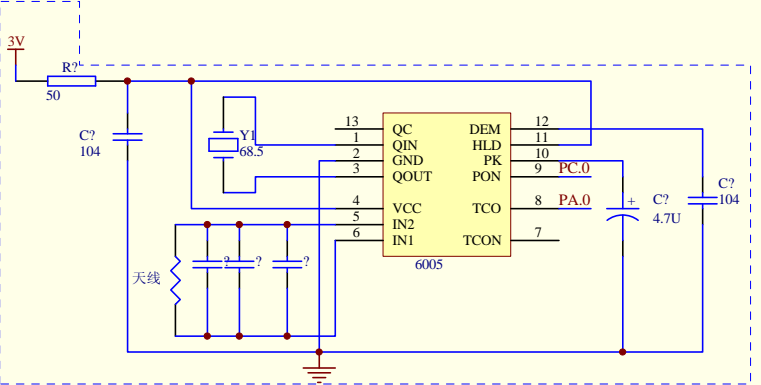 3V
R?
50
C?
104
Y1
68.5
13
1
2
3
4
5
6
QC
QIN
GND
QOUT
VCC
IN2
IN1
DEM
HLD
PK
PON
TCO
TCON
12
11
10
9
8
7
PC.0
PA.0
6005
C?
4.7U
+
C?
104
天线
?
?
?